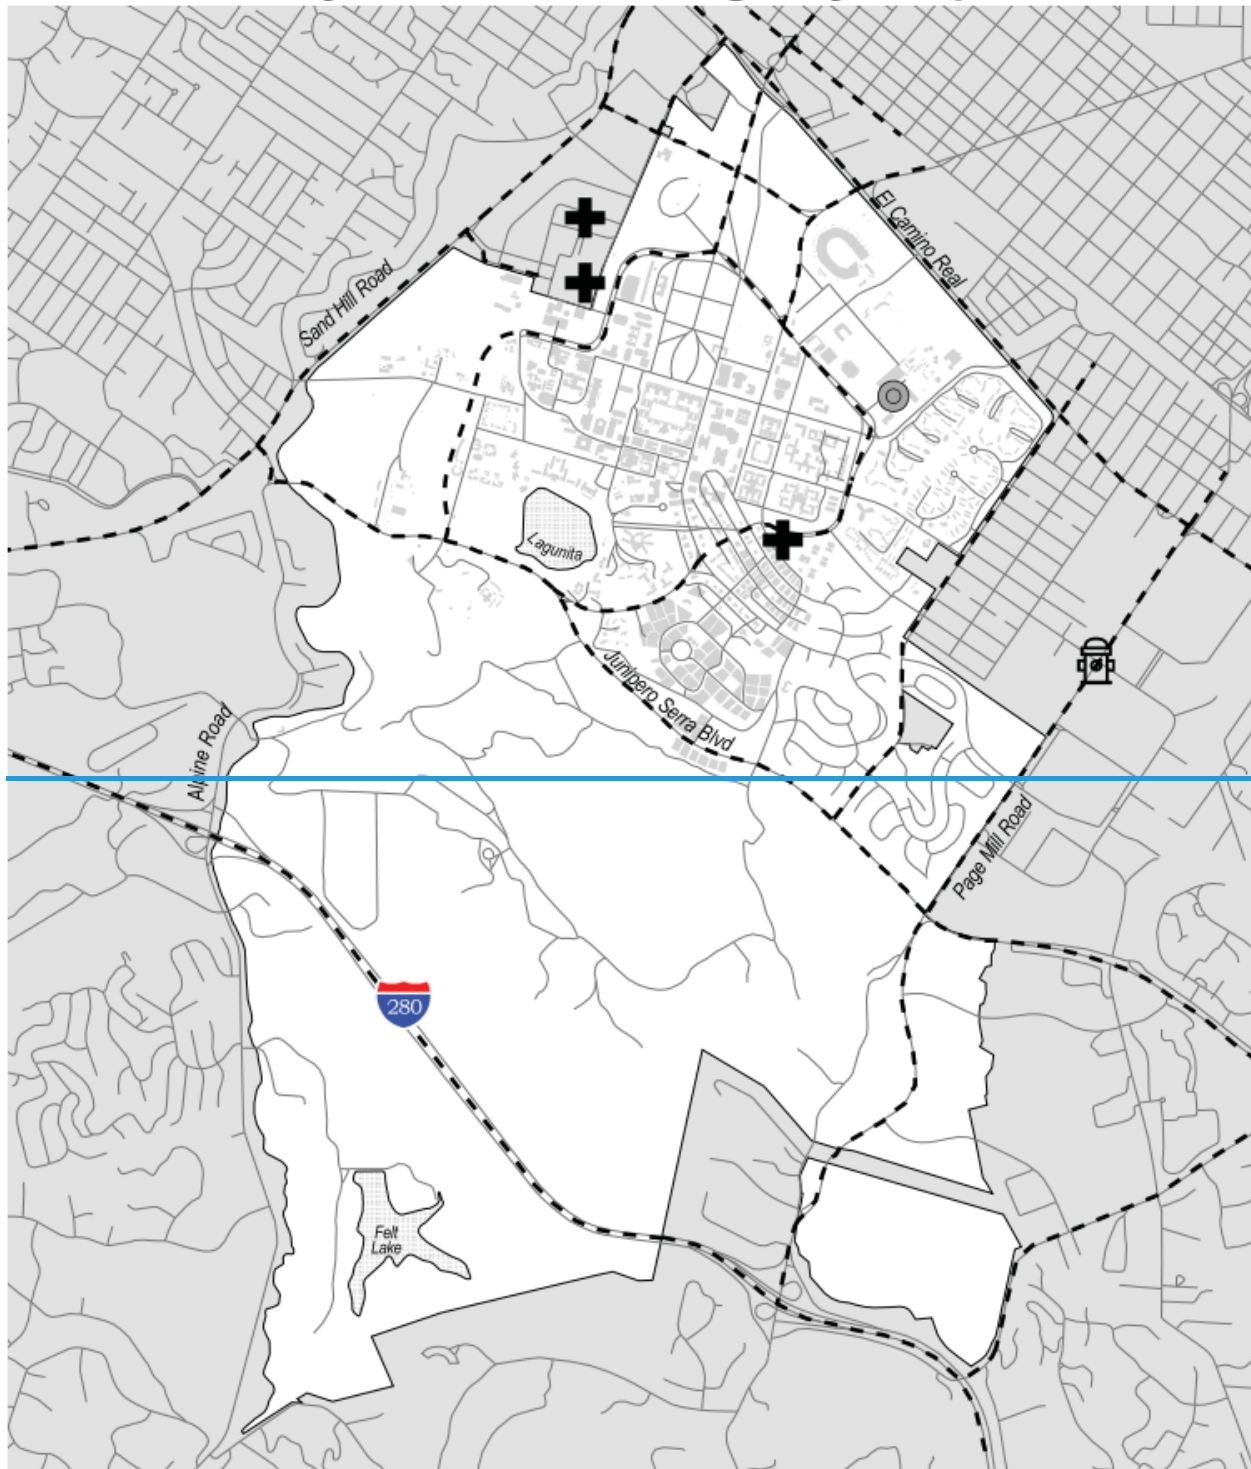 El Camino Real
Sand Hill Road
Lagunita
Junipero Serra Blvd
Alpine Road
Page Mill Road
280
Felt
Lake